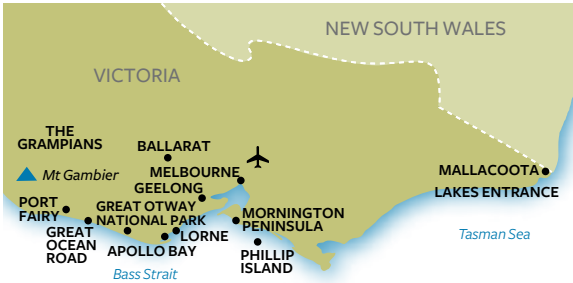 NEW SOUTH WALES
VICTORIA
THE
GRAMPIANS
BALLARAT
Mt Gambier
MELBOURNE
GEELONG
MALLACOOTA
LAKES ENTRANCE
PORT
FAIRY
GREAT OTWAY
NATIONAL PARK
MORNINGTON
PENINSULA
GREAT
OCEAN
ROAD
LORNE
APOLLO BAY
PHILLIP
ISLAND
Tasman Sea
Bass Strait